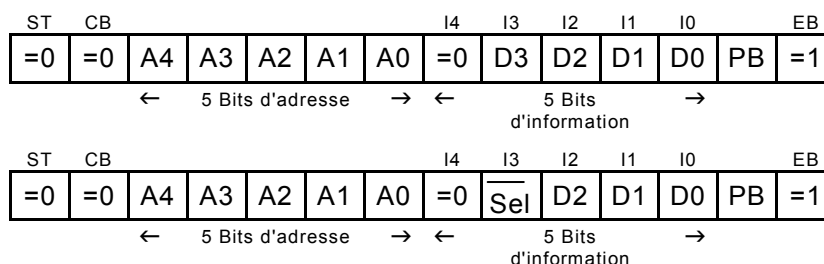 ST CB I4 I3 I2 I1 I0 EB
=0 =0 A4 A3 A2 A1 A0 =0 D3 D2 D1 D0 PB =1
← 5 Bits d'adresse → ← 5 Bits →
d'information
ST CB I4 I3 I2 I1 I0 EB
=0 =0 A4 A3 A2 A1 A0 =0 Sel D2 D1 D0 PB =1
← 5 Bits d'adresse → ← 5 Bits →
d'information